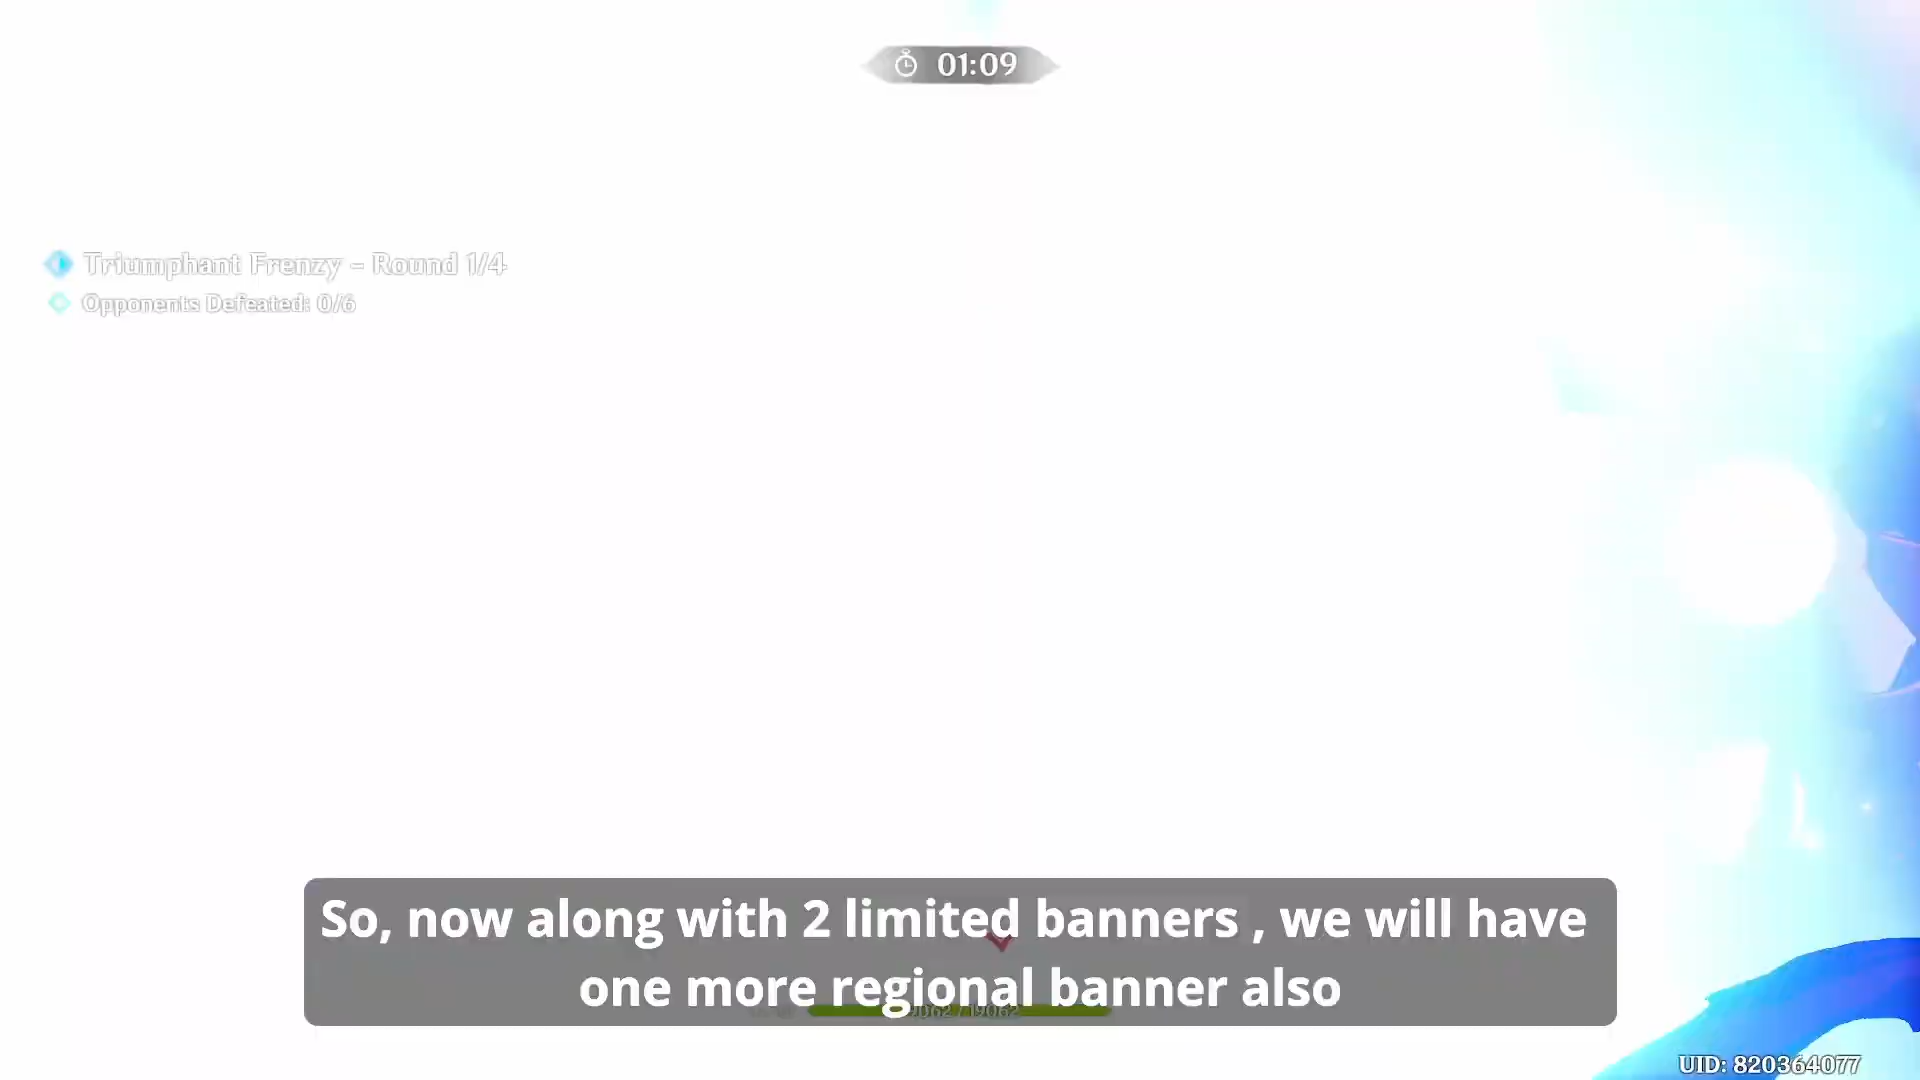 01:09
Triumphant Frenzy – Round 1/4
Opponents Defeated: 0/6
So, now along with 2 limited banners , we will have
one more regional banner also
UID: 820364077